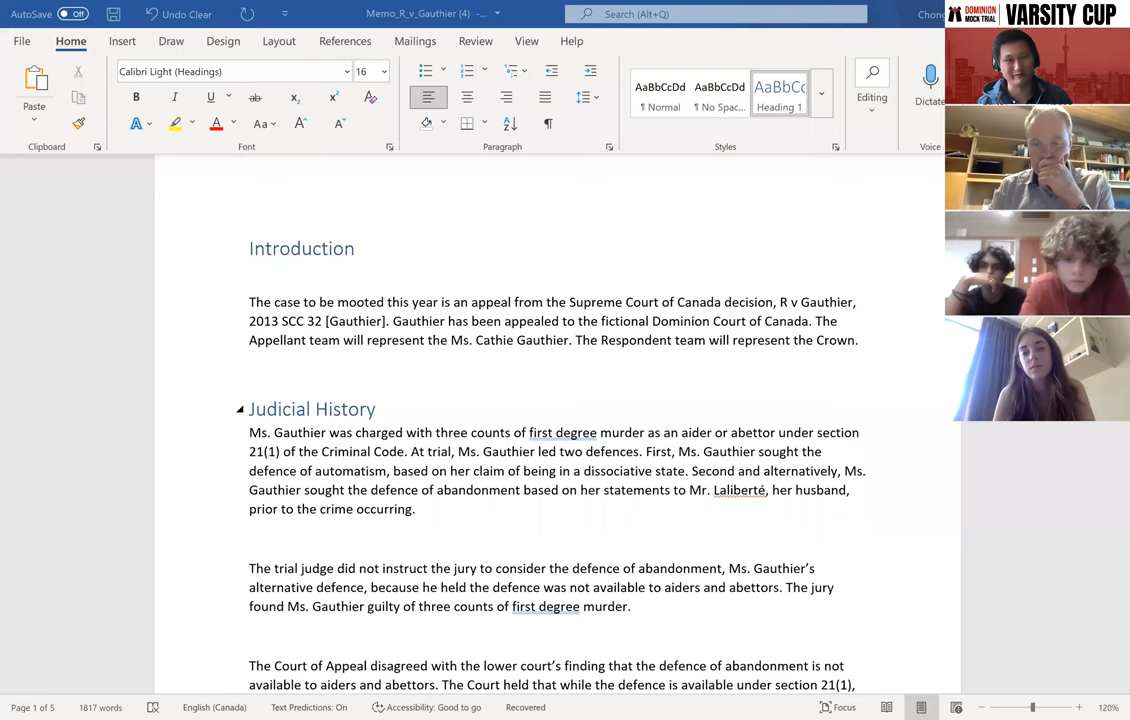 AutoSave Off Undo Clear Memo_R_v_Gauthier (4) -... Search (Alt+Q) Chong
DOMINION MOCK TRIAL VARSITY CUP
File Home Insert Draw Design Layout References Mailings Review View Help
Paste
Clipboard
Calibri Light (Headings) 16
B I U ab x₂ x²
A A Aa A A
Font
Paragraph
AaBbCcDd AaBbCcDd AaBbCc
¶ Normal ¶ No Spac... Heading 1
Styles
Editing
Dictate
Voice
Introduction
The case to be mooted this year is an appeal from the Supreme Court of Canada decision, R v Gauthier,
2013 SCC 32 [Gauthier]. Gauthier has been appealed to the fictional Dominion Court of Canada. The
Appellant team will represent the Ms. Cathie Gauthier. The Respondent team will represent the Crown.
Judicial History
Ms. Gauthier was charged with three counts of first degree murder as an aider or abettor under section
21(1) of the Criminal Code. At trial, Ms. Gauthier led two defences. First, Ms. Gauthier sought the
defence of automatism, based on her claim of being in a dissociative state. Second and alternatively, Ms.
Gauthier sought the defence of abandonment based on her statements to Mr. Laliberté, her husband,
prior to the crime occurring.
The trial judge did not instruct the jury to consider the defence of abandonment, Ms. Gauthier's
alternative defence, because he held the defence was not available to aiders and abettors. The jury
found Ms. Gauthier guilty of three counts of first degree murder.
The Court of Appeal disagreed with the lower court's finding that the defence of abandonment is not
available to aiders and abettors. The Court held that while the defence is available under section 21(1),
Page 1 of 5 1817 words English (Canada) Text Predictions: On Accessibility: Good to go Recovered Focus 120%